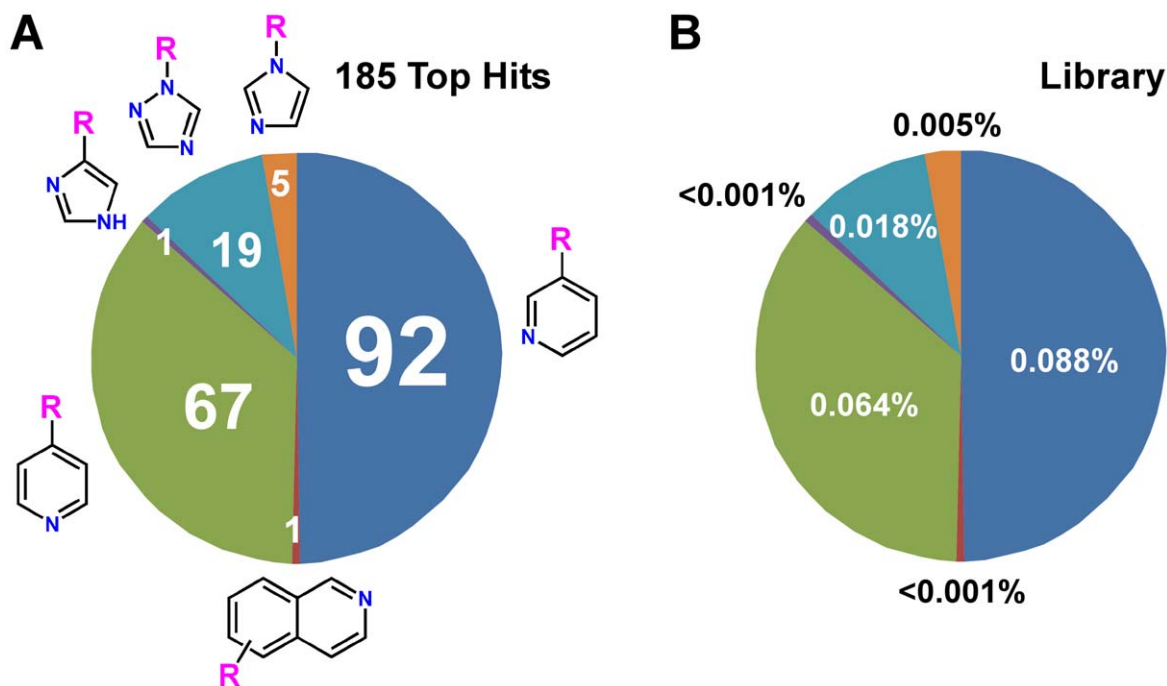 A
185 Top Hits
R
N
N
R
N
N
N
R
N
NH
5
19
1
92
67
1
R
N
R
N
N
R
B
Library
0.005%
<0.001%
0.018%
0.088%
0.064%
<0.001%